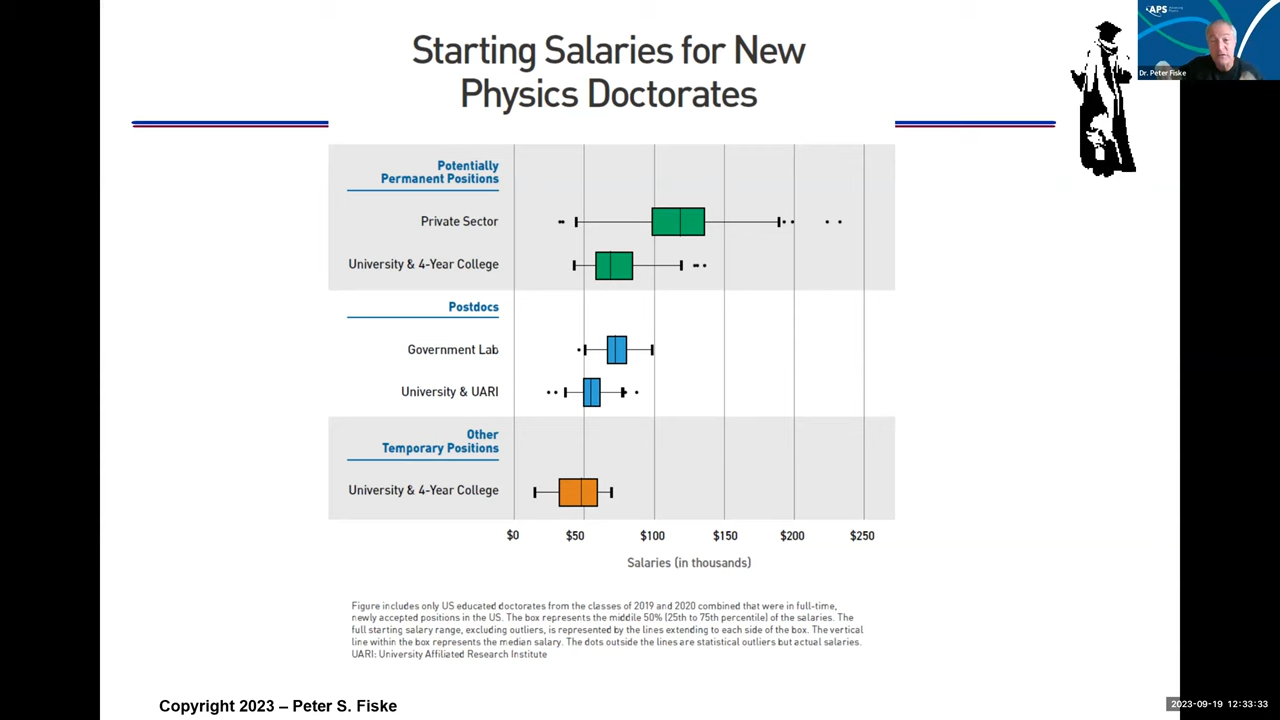 Starting Salaries for New
Physics Doctorates
APS
Dr. Peter Fiske
Potentially
Permanent Positions
Private Sector
University & 4-Year College
Postdocs
Government Lab
University & UARI
Other
Temporary Positions
University & 4-Year College
$0 $50 $100 $150 $200 $250
Salaries (in thousands)
Figure includes only US educated doctorates from the classes of 2019 and 2020 combined that were in full-time,
newly accepted positions in the US. The box represents the middle 50% (25th to 75th percentile) of the salaries. The
full starting salary range, excluding outliers, is represented by the lines extending to each side of the box. The vertical
line within the box represents the median salary. The dots outside the lines are statistical outliers but actual salaries.
UARI: University Affiliated Research Institute
Copyright 2023 – Peter S. Fiske
2023-09-19 12:33:33